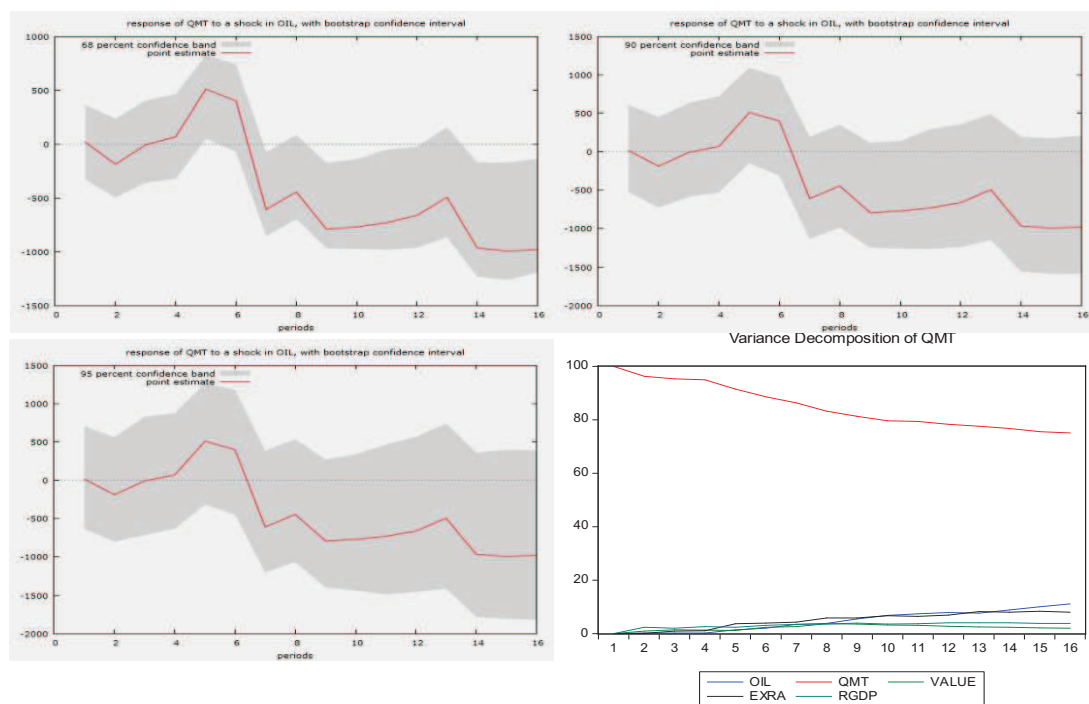 response of QMT to a shock in OIL, with bootstrap confidence interval
1000
68 percent confidence band
point estimate
500
0
-500
-1000
-1500
0 2 4 6 8 10 12 14 16
periods
response of QMT to a shock in OIL, with bootstrap confidence interval
1500
90 percent confidence band
point estimate
1000
500
0
-500
-1000
-1500
-2000
0 2 4 6 8 10 12 14 16
periods
response of QMT to a shock in OIL, with bootstrap confidence interval
1500
95 percent confidence band
point estimate
1000
500
0
-500
-1000
-1500
-2000
0 2 4 6 8 10 12 14 16
periods
Variance Decomposition of QMT
100
80
60
40
20
0
1 2 3 4 5 6 7 8 9 10 11 12 13 14 15 16
OIL QMT VALUE
EXRA RGDP